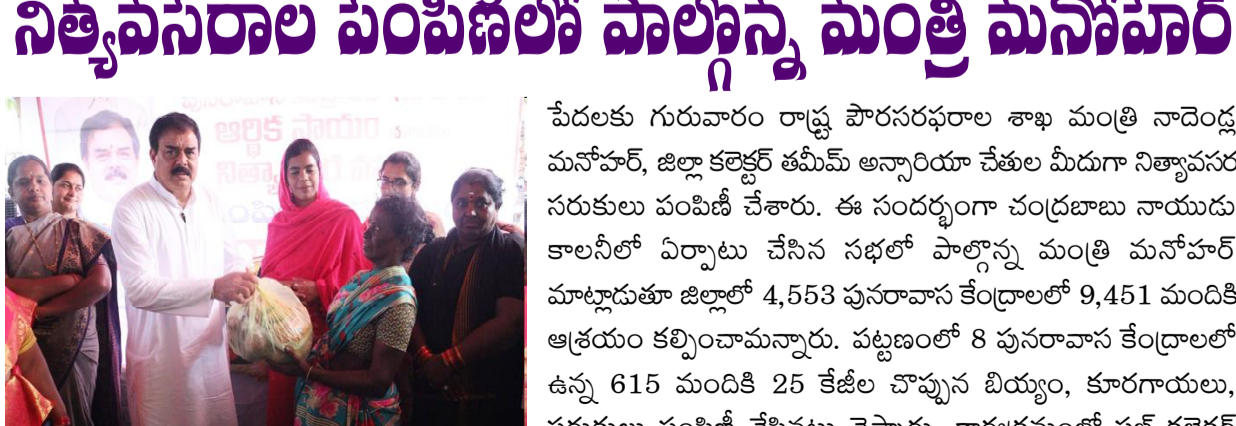 నిత్యవసరాల పంపిణీలో పాల్గొన్న మంత్రి మనోహర్
ఆర్థిక సాయం
పేదలకు గురువారం రాష్ట్ర పౌరసరఫరాల శాఖ మంత్రి నాదెండ్ల
మనోహర్, జిల్లా కలెక్టర్ తమీమ్ అన్సారియా చేతుల మీదుగా నిత్యావసర
సరుకులు పంపిణీ చేశారు. ఈ సందర్భంగా చంద్రబాబు నాయుడు
కాలనీలో ఏర్పాటు చేసిన సభలో పాల్గొన్న మంత్రి మనోహర్
మాట్లాడుతూ జిల్లాలో 4,553 పునరావాస కేంద్రాలలో 9,451 మందికి
ఆశ్రయం కల్పించామన్నారు. పట్టణంలో 8 పునరావాస కేంద్రాలలో
ఉన్న 615 మందికి 25 కేజీల చొప్పున బియ్యం, కూరగాయలు,